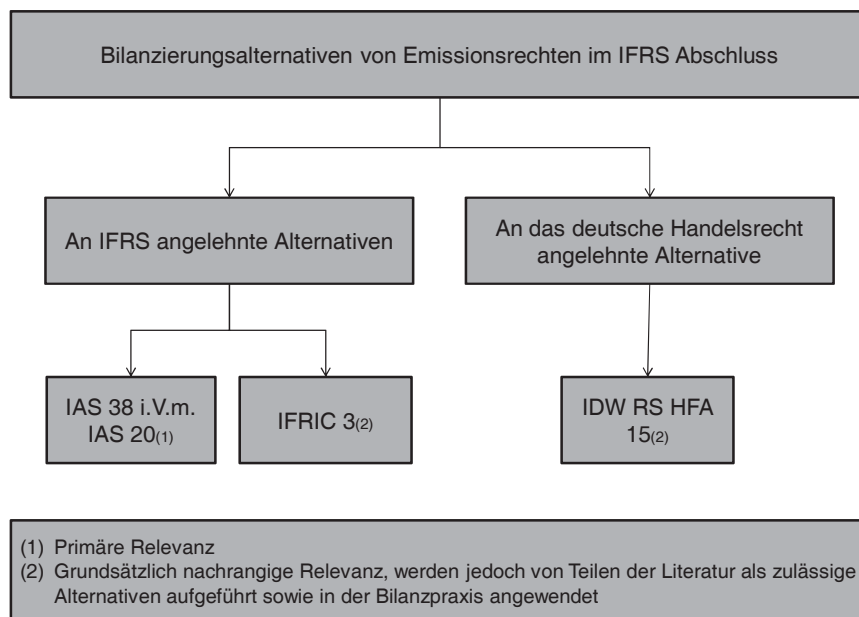 Bilanzierungsalternativen von Emissionsrechten im IFRS Abschluss
An IFRS angelehnte Alternativen
An das deutsche Handelsrecht
angelehnte Alternative
IAS 38 i.V.m.
IAS 20(1)
IFRIC 3(2)
IDW RS HFA
15(2)
(1) Primäre Relevanz
(2) Grundsätzlich nachrangige Relevanz, werden jedoch von Teilen der Literatur als zulässige
Alternativen aufgeführt sowie in der Bilanzpraxis angewendet